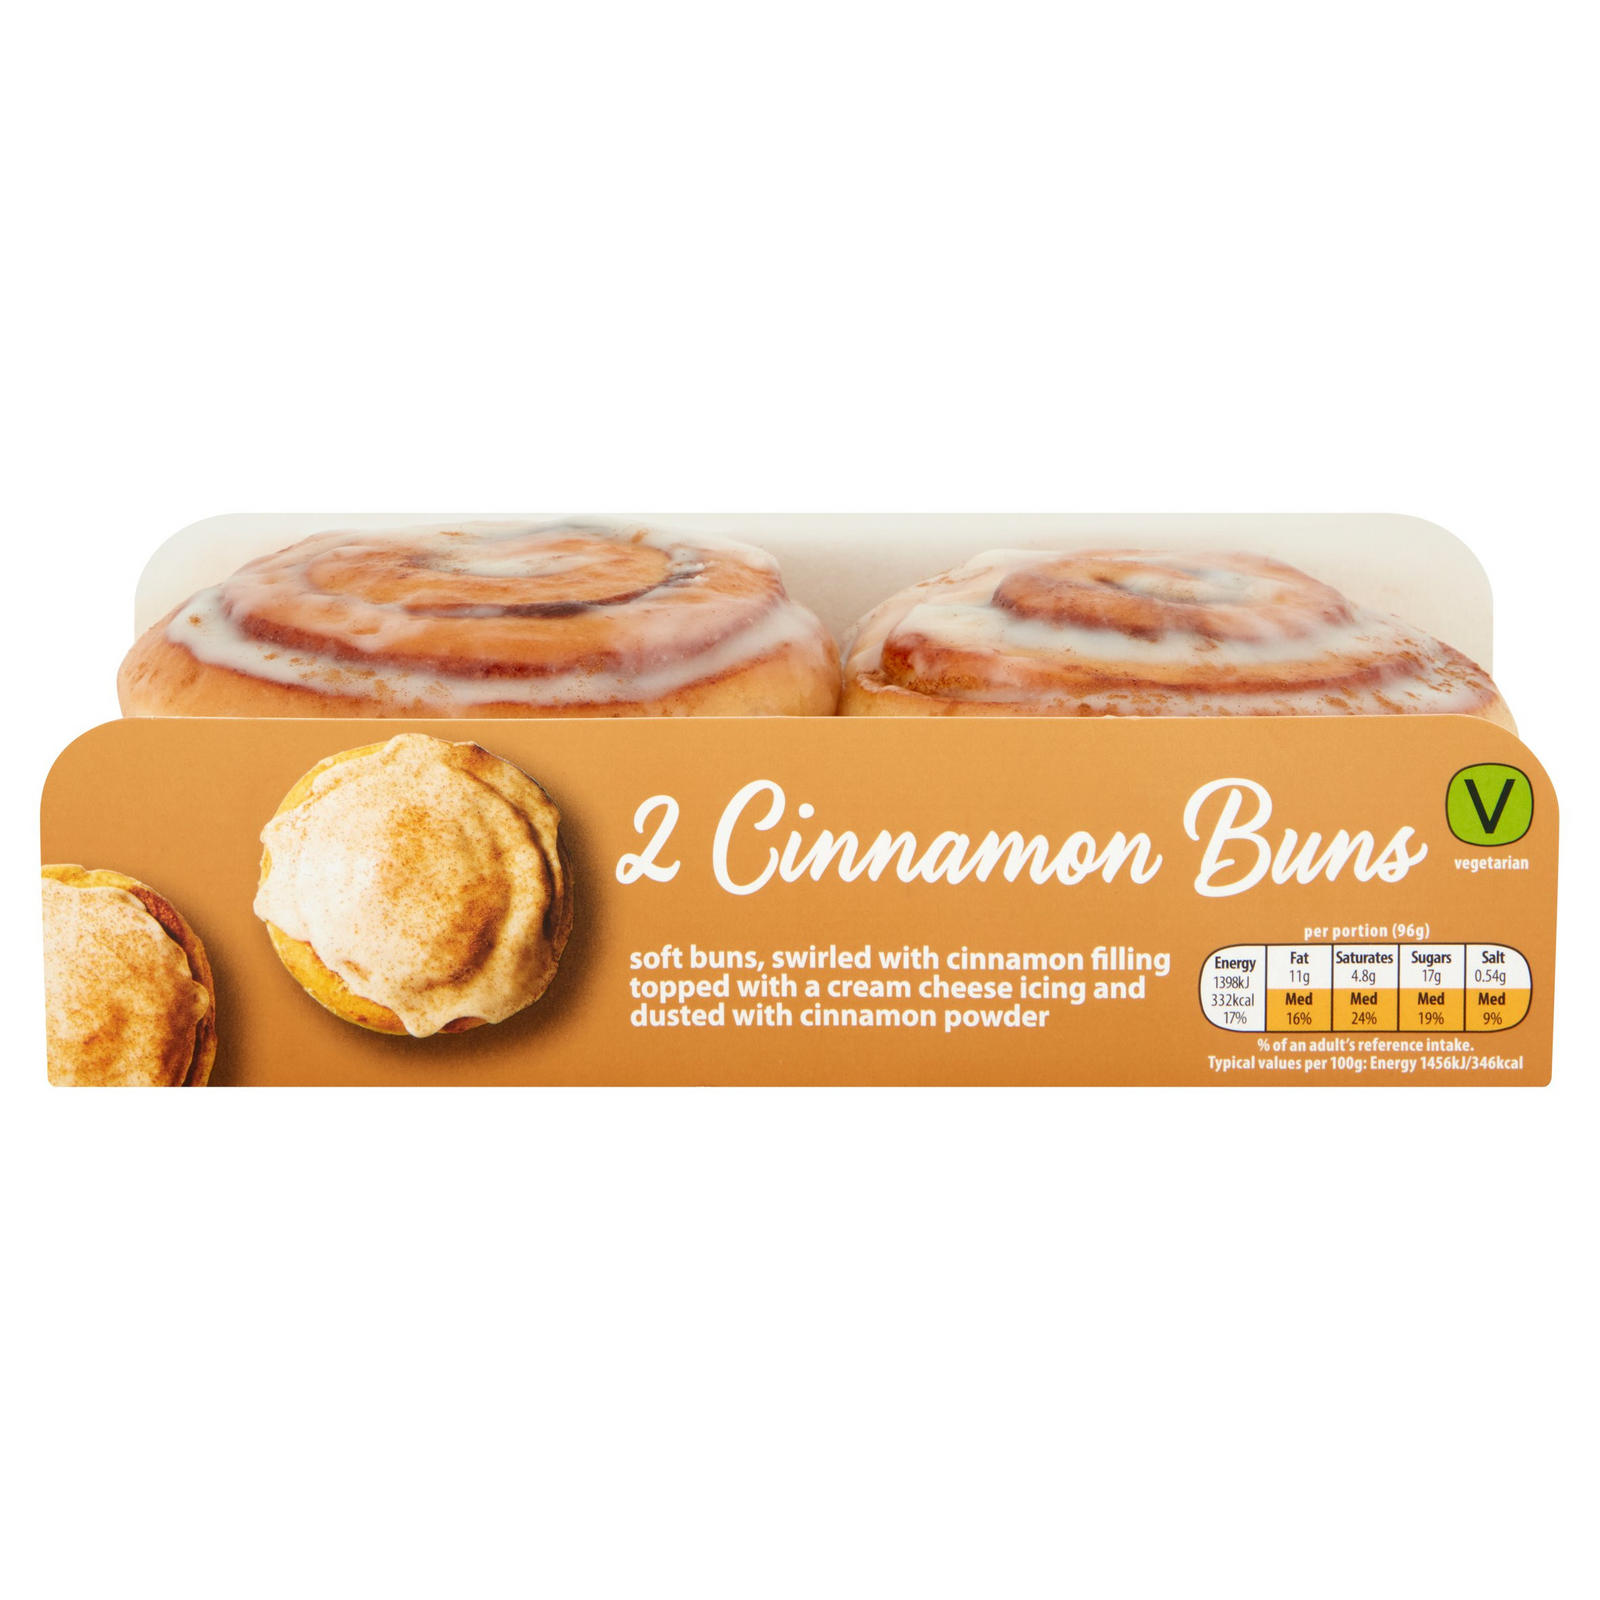 2 Cinnamon Buns
V
vegetarian
soft buns, swirled with cinnamon filling
topped with a cream cheese icing and
dusted with cinnamon powder
per portion (96g)
Energy Fat Saturates Sugars Salt
1398kJ 11g 4.8g 17g 0.54g
332kcal Med Med Med Med
17% 16% 24% 19% 9%
% of an adult's reference intake.
Typical values per 100g: Energy 1456kJ/346kcal